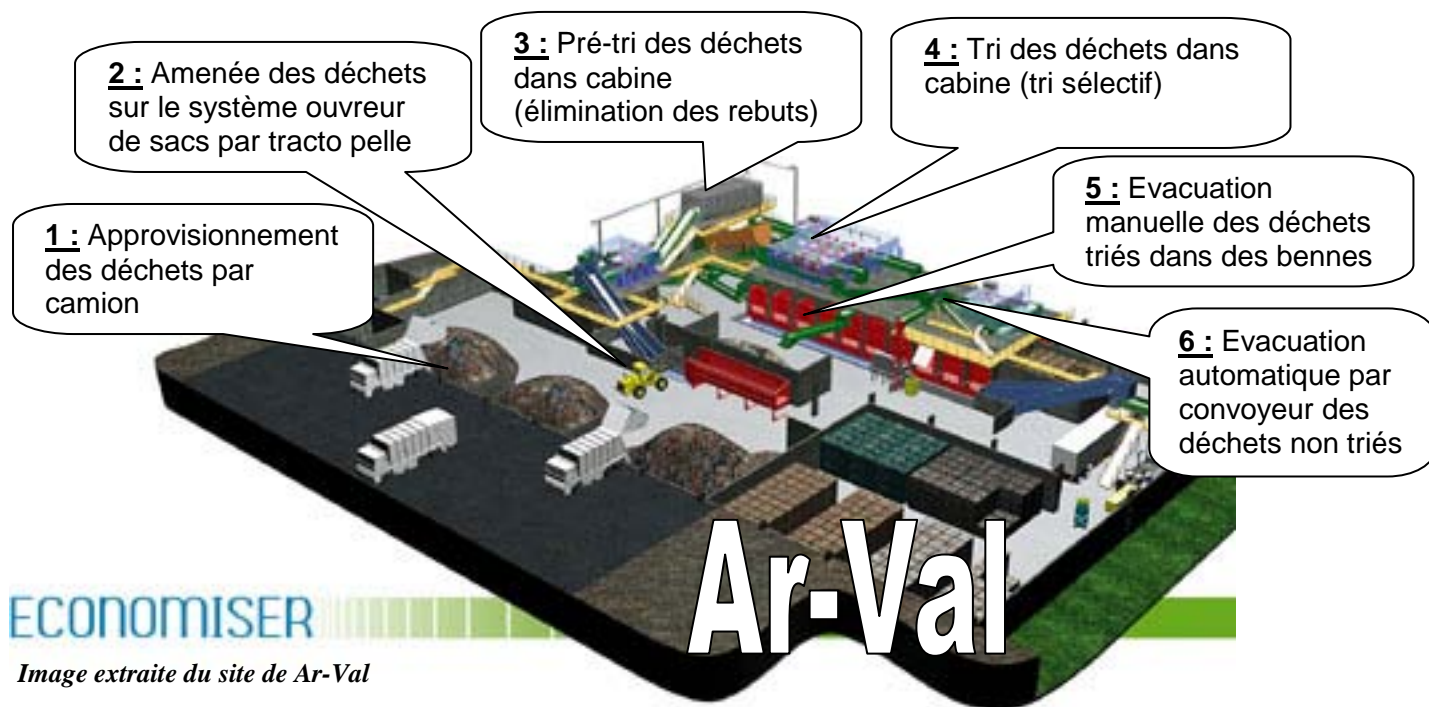 1 : Approvisionnement
des déchets par
camion
2 : Amenée des déchets
sur le système ouvreur
de sacs par tracto pelle
3 : Pré-tri des déchets
dans cabine
(élimination des rebuts)
4 : Tri des déchets dans
cabine (tri sélectif)
5 : Evacuation
manuelle des déchets
triés dans des bennes
6 : Evacuation
automatique par
convoyeur des
déchets non triés
Ar-Val
ECONOMISER
Image extraite du site de Ar-Val